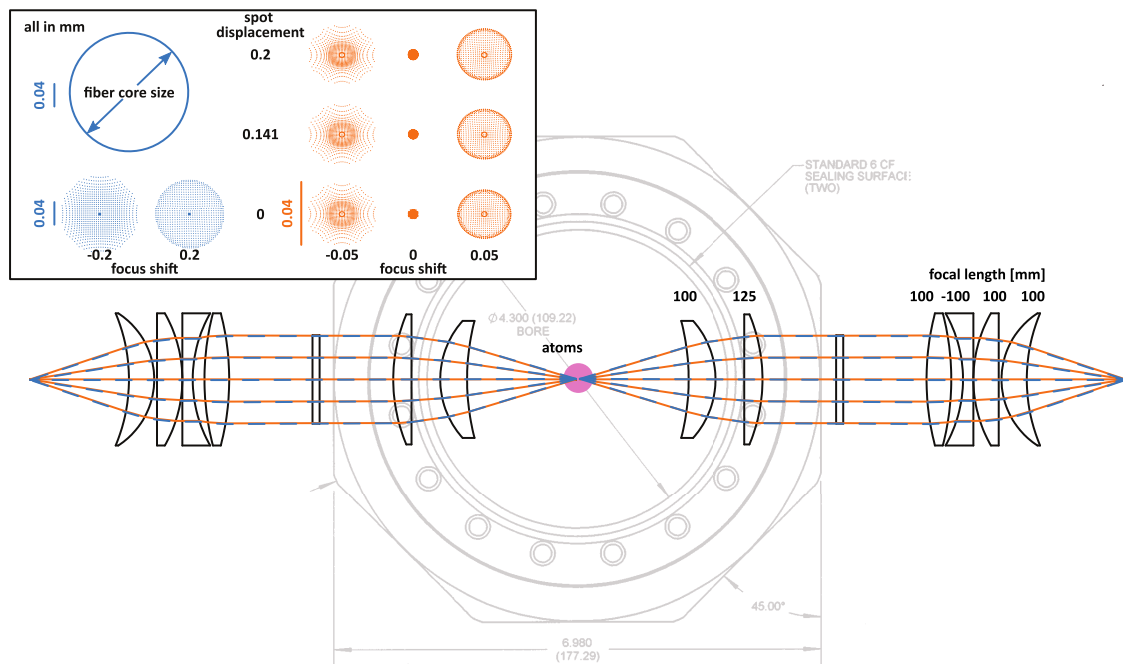 all in mm
spot
displacement
0.04
fiber core size
0.2
0.141
0.04
0
0.04
-0.2
0.2
focus shift
-0.05
0
0.05
focus shift
STANDARD 6 CF
SEALING SURFACE
(TWO)
focal length [mm]
100
125
100
-100
100
100
Ø 4.300 (109.22)
BORE
atoms
45.00°
6.980
(177.29)